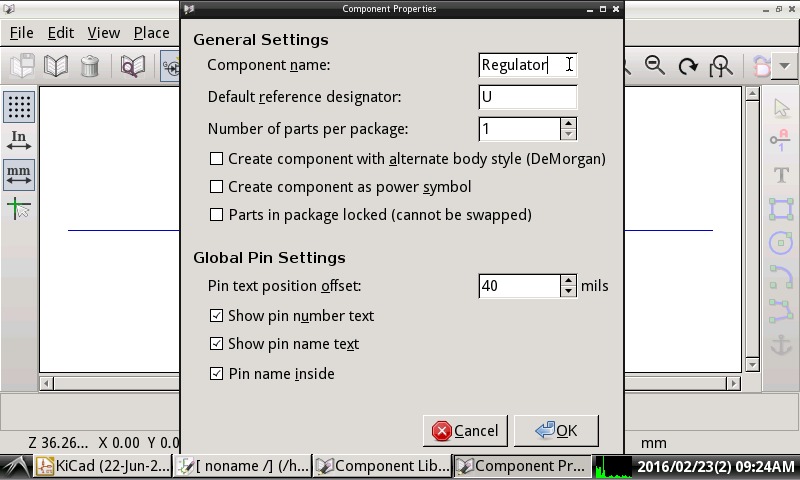 Component Properties
File Edit View Place
General Settings
Component name: Regulator
Default reference designator: U
Number of parts per package: 1
Create component with alternate body style (DeMorgan)
Create component as power symbol
Parts in package locked (cannot be swapped)
Global Pin Settings
Pin text position offset: 40 mils
Show pin number text
Show pin name text
Pin name inside
Cancel OK
In
mm
A
1
T
Z 36.26... X 0.00 Y 0.0 mm
KiCad (22-Jun-2... [ noname /] (/h... Component Lib... Component Pr... 2016/02/23(2) 09:24AM